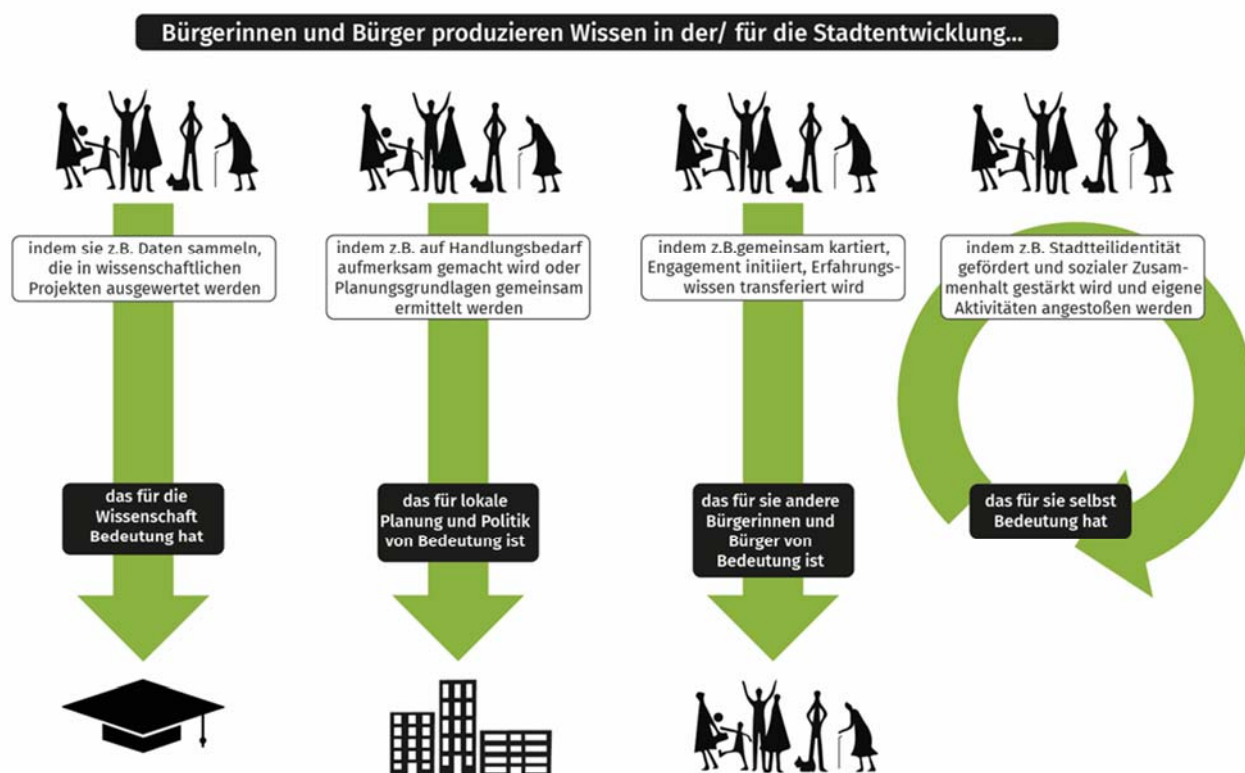 Bürgerinnen und Bürger produzieren Wissen in der/ für die Stadtentwicklung...
indem sie z.B. Daten sammeln,
die in wissenschaftlichen
Projekten ausgewertet werden
indem z.B. auf Handlungsbedarf
aufmerksam gemacht wird oder
Planungsgrundlagen gemeinsam
ermittelt werden
indem z.B.gemeinsam kartiert,
Engagement initiiert, Erfahrungs-
wissen transferiert wird
indem z.B. Stadtteilidentität
gefördert und sozialer Zusam-
menhalt gestärkt wird und eigene
Aktivitäten angestoßen werden
das für die
Wissenschaft
Bedeutung hat
das für lokale
Planung und Politik
von Bedeutung ist
das für sie andere
Bürgerinnen und
Bürger von
Bedeutung ist
das für sie selbst
Bedeutung hat